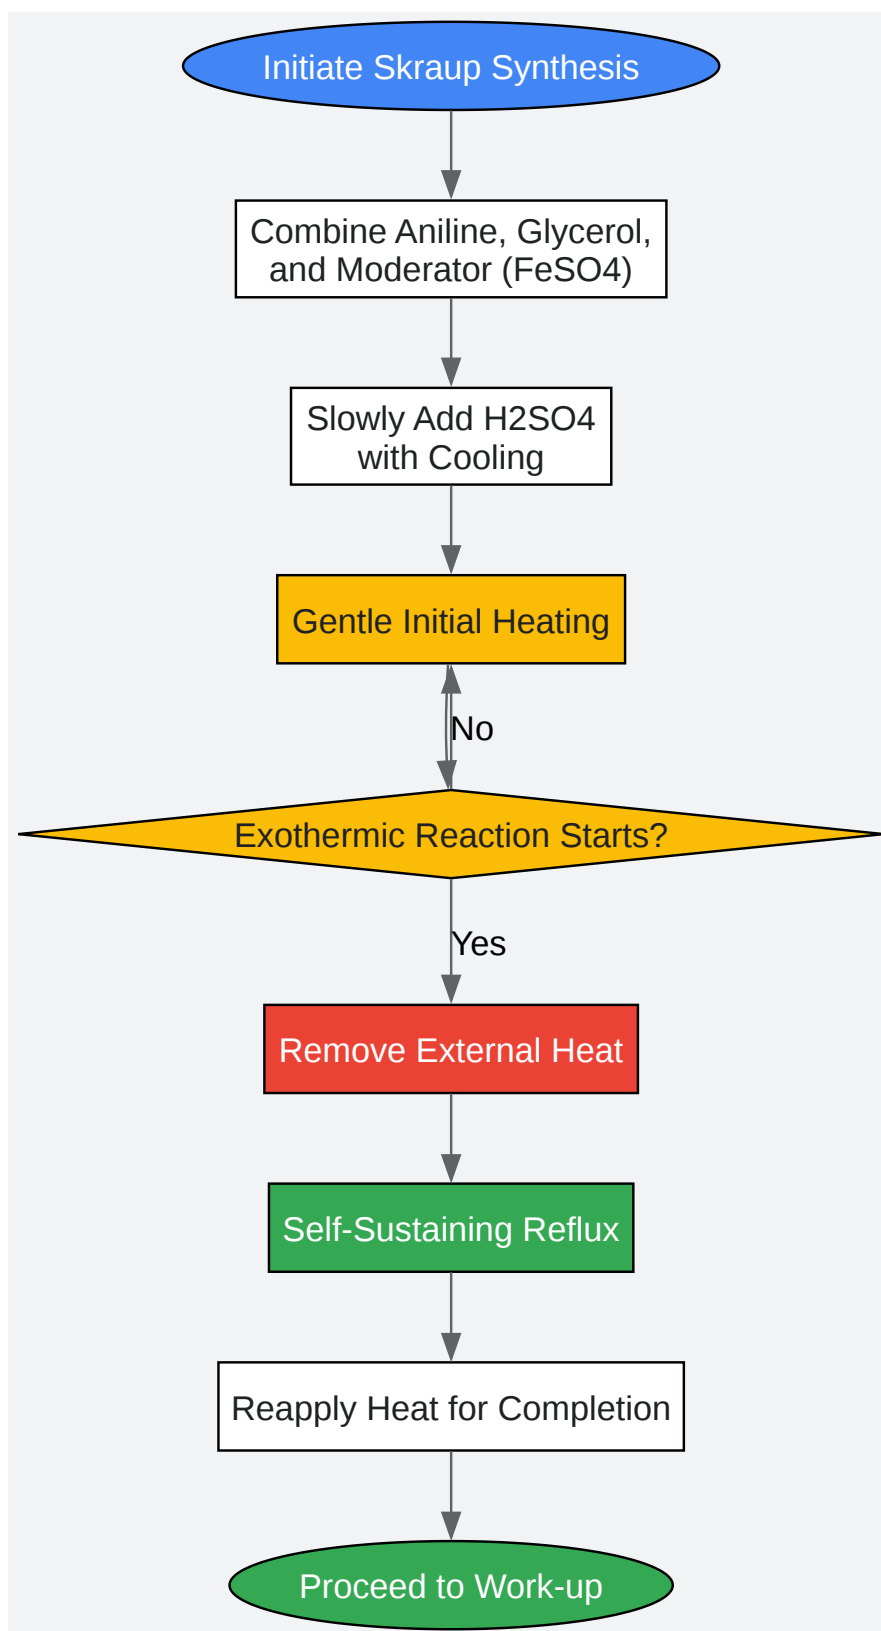 Initiate Skraup Synthesis
Combine Aniline, Glycerol,
and Moderator (FeSO4)
Slowly Add H2SO4
with Cooling
Gentle Initial Heating
No
Exothermic Reaction Starts?
Yes
Remove External Heat
Self-Sustaining Reflux
Reapply Heat for Completion
Proceed to Work-up